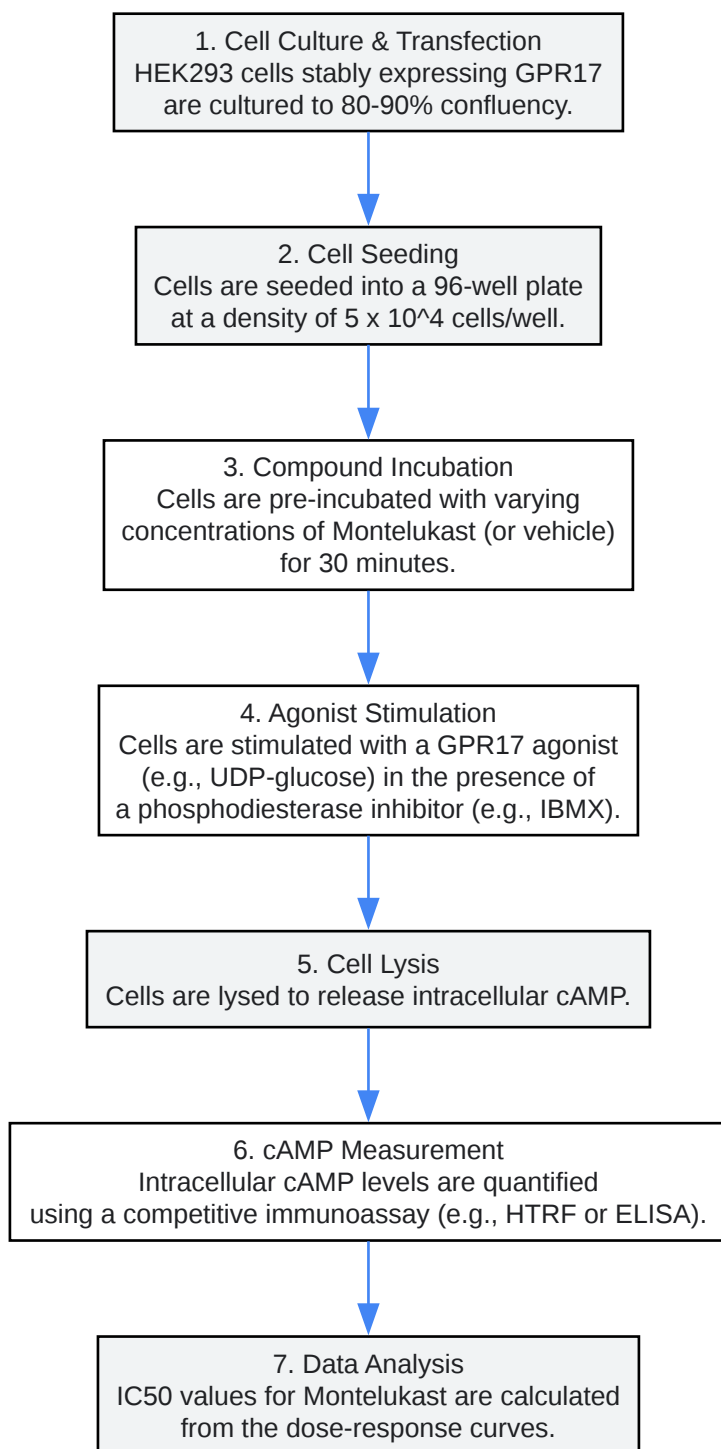 1. Cell Culture & Transfection
HEK293 cells stably expressing GPR17
are cultured to 80-90% confluency.
2. Cell Seeding
Cells are seeded into a 96-well plate
at a density of 5 x 10^4 cells/well.
3. Compound Incubation
Cells are pre-incubated with varying
concentrations of Montelukast (or vehicle)
for 30 minutes.
4. Agonist Stimulation
Cells are stimulated with a GPR17 agonist
(e.g., UDP-glucose) in the presence of
a phosphodiesterase inhibitor (e.g., IBMX).
5. Cell Lysis
Cells are lysed to release intracellular cAMP.
6. cAMP Measurement
Intracellular cAMP levels are quantified
using a competitive immunoassay (e.g., HTRF or ELISA).
7. Data Analysis
IC50 values for Montelukast are calculated
from the dose-response curves.